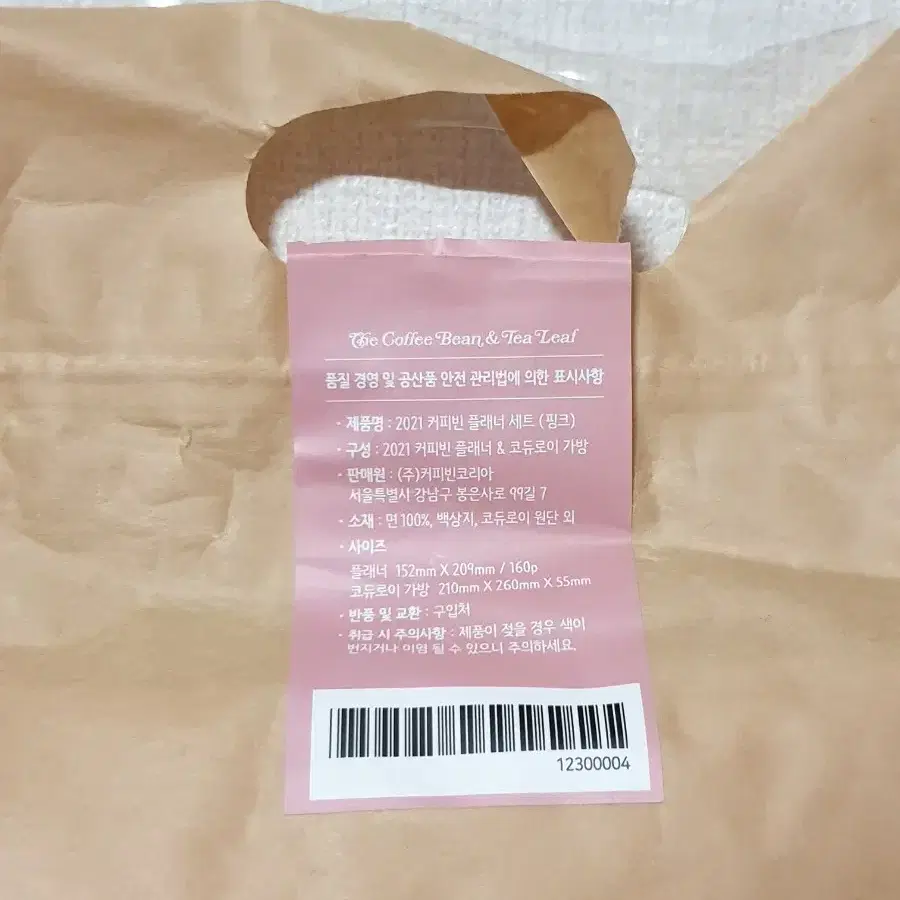 The Coffee Bean & Tea Leaf
품질 경영 및 공산품 안전 관리법에 의한 표시사항
· 제품명 : 2021 커피빈 플래너 세트 (핑크)
· 구성 : 2021 커피빈 플래너 & 코듀로이 가방
· 판매원 : (주)커피빈코리아
서울특별시 강남구 봉은사로 99길 7
· 소재 : 면100%, 백상지, 코듀로이 원단 외
· 사이즈
플래너 152mm X 209mm / 160p
코듀로이 가방 210mm X 260mm X 55mm
· 반품 및 교환 : 구입처
· 취급 시 주의사항 : 제품이 젖을 경우 색이
번지거나 이염 될 수 있으니 주의하세요.
12300004